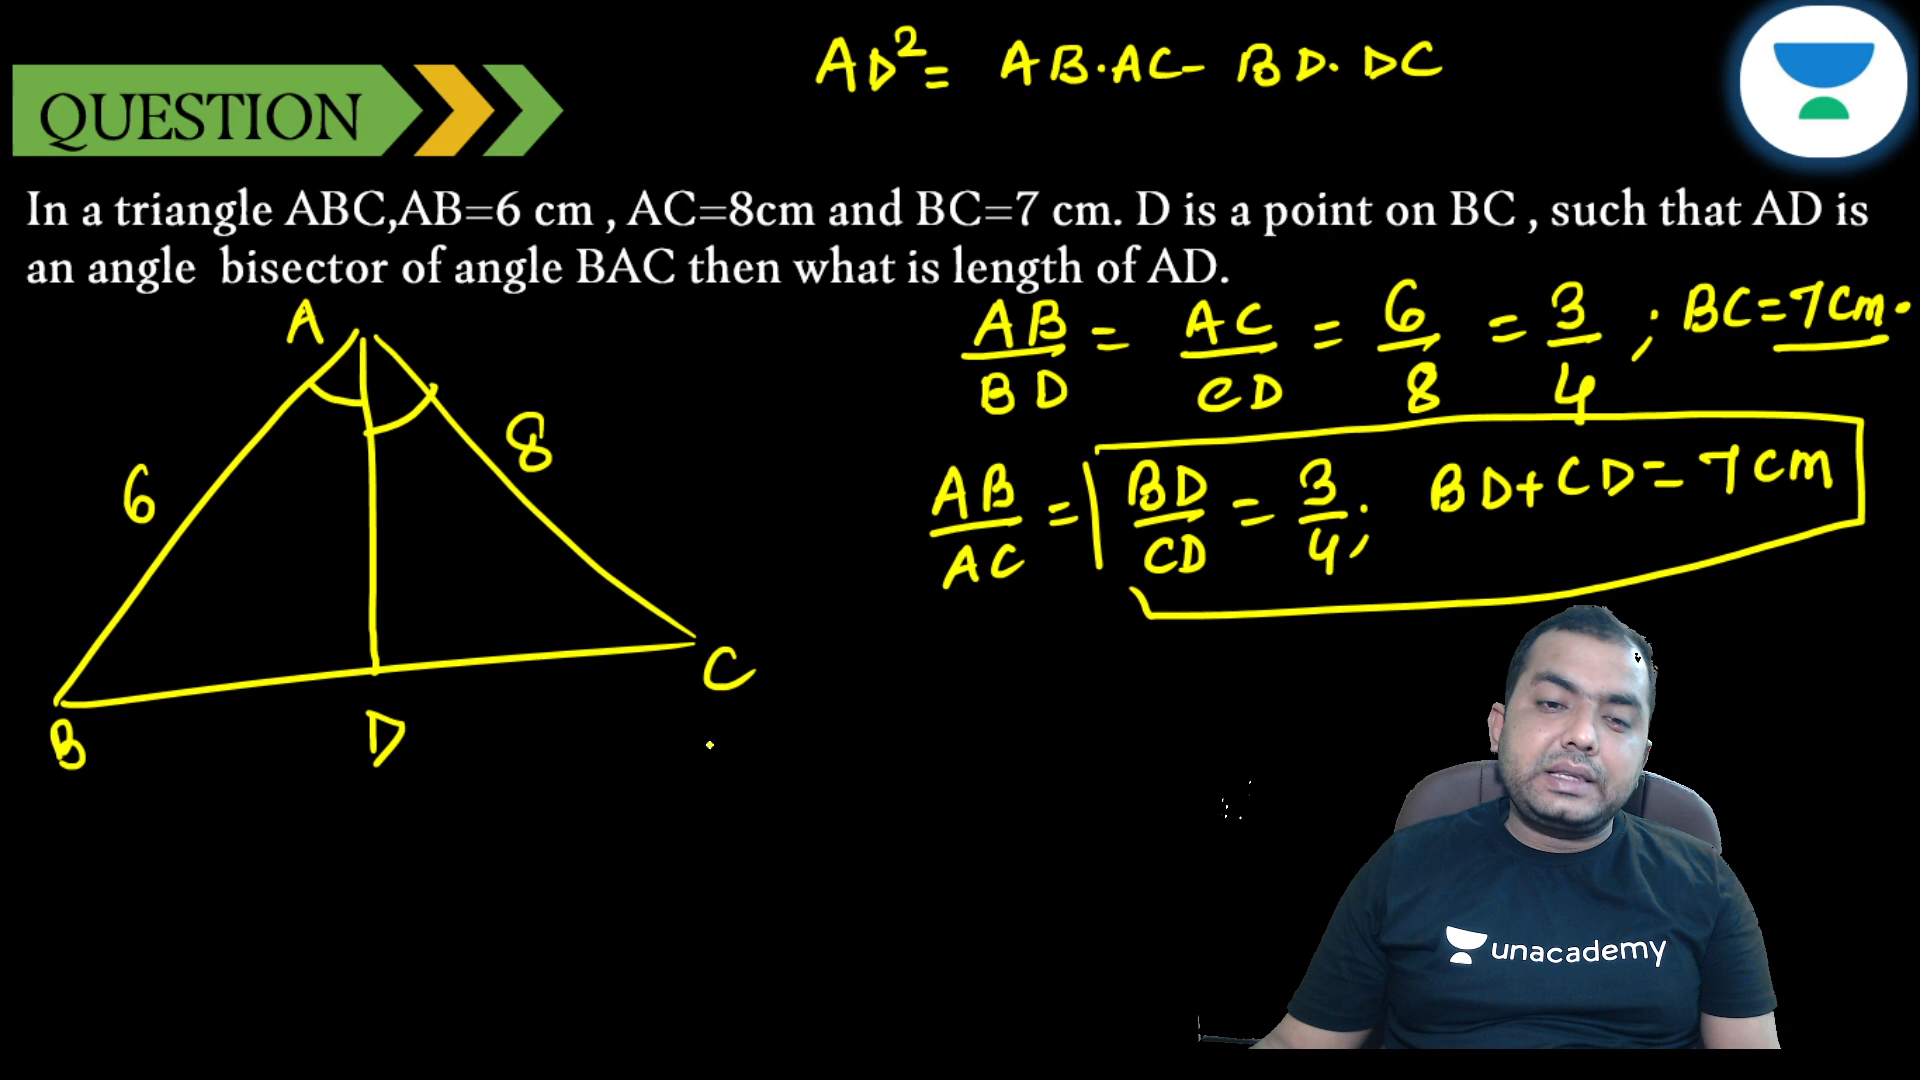 AD²= AB·AC- BD·DC
QUESTION
In a triangle ABC,AB=6 cm , AC=8cm and BC=7 cm. D is a point on BC , such that AD is
an angle bisector of angle BAC then what is length of AD.
AB/BD = AC/CD = 6/8 = 3/4 ; BC=7cm.
AB/AC = BD/CD = 3/4; BD+CD=7cm
A
6
8
B
D
C
unacademy